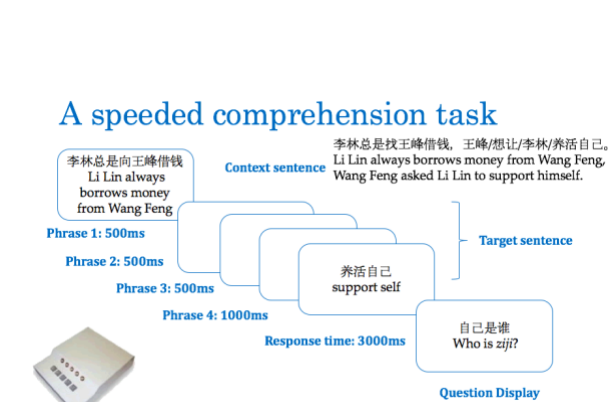 A speeded comprehension task
李林总是找王峰借钱，王峰/想让/李林/养活自己。
Li Lin always borrows money from Wang Feng,
Wang Feng asked Li Lin to support himself.
Context sentence
李林总是向王峰借钱
Li Lin always
borrows money
from Wang Feng
Phrase 1: 500ms
Target sentence
Phrase 2: 500ms
养活自己
support self
Phrase 3: 500ms
Phrase 4: 1000ms
自己是谁
Who is ziji?
Response time: 3000ms
Question Display